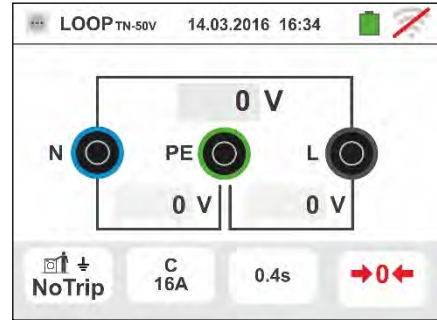 LOOP TN-50V 14.03.2016 16:34
0 V
N PE L
0 V 0 V
NoTrip
C
16A
0.4s
0